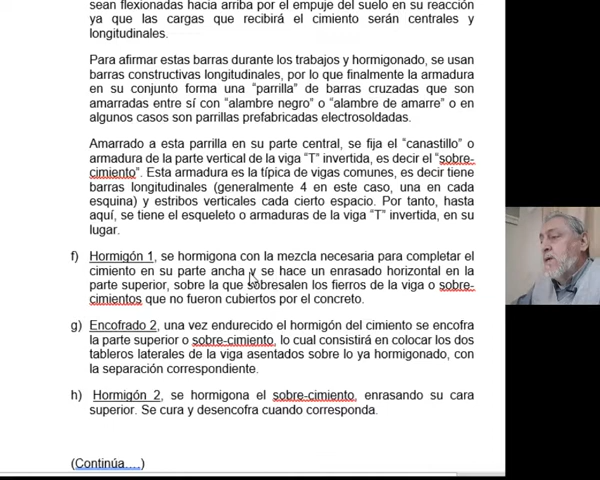 sean flexionadas hacia arriba por el empuje del suelo en su reacción
ya que las cargas que recibirá el cimiento serán centrales y
longitudinales.
Para afirmar estas barras durante los trabajos y hormigonado, se usan
barras constructivas longitudinales, por lo que finalmente la armadura
en su conjunto forma una "parrilla" de barras cruzadas que son
amarradas entre sí con "alambre negro" o "alambre de amarre" o en
algunos casos son parrillas prefabricadas electrosoldadas.
Amarrado a esta parrilla en su parte central, se fija el "canastillo" o
armadura de la parte vertical de la viga "T" invertida, es decir el "sobre-
cimiento". Esta armadura es la típica de vigas comunes, es decir tiene
barras longitudinales (generalmente 4 en este caso, una en cada
esquina) y estribos verticales cada cierto espacio. Por tanto, hasta
aquí, se tiene el esqueleto o armaduras de la viga "T" invertida, en su
lugar.
f) Hormigón 1, se hormigona con la mezcla necesaria para completar el
cimiento en su parte ancha y se hace un enrasado horizontal en la
parte superior, sobre la que sobresalen los fierros de la viga o sobre-
cimientos que no fueron cubiertos por el concreto.
g) Encofrado 2, una vez endurecido el hormigón del cimiento se encofra
la parte superior o sobre-cimiento, lo cual consistirá en colocar los dos
tableros laterales de la viga asentados sobre lo ya hormigonado, con
la separación correspondiente.
h) Hormigón 2, se hormigona el sobre-cimiento, enrasando su cara
superior. Se cura y desencofra cuando corresponda.
(Continúa....)